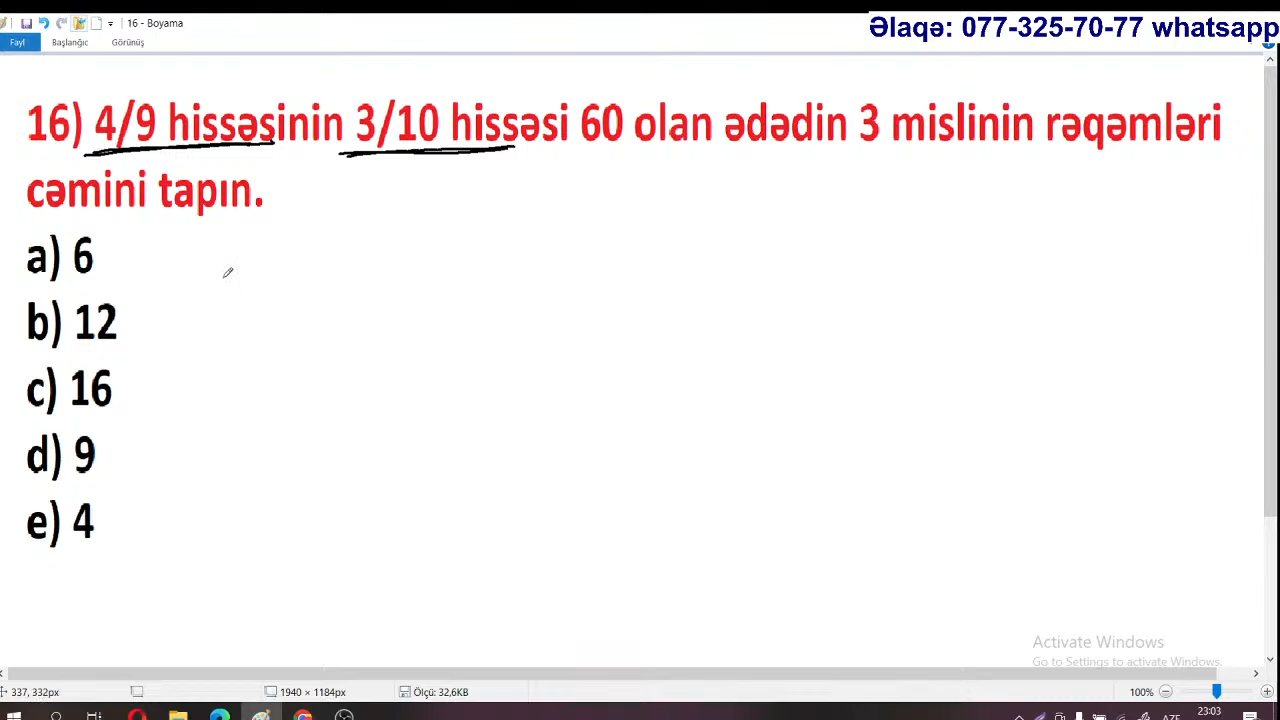 16 - Boyama
Əlaqə: 077-325-70-77 whatsapp
Fayl Başlanğıc Görünüş
16) 4/9 hissəsinin 3/10 hissəsi 60 olan ədədin 3 mislinin rəqəmləri
cəmini tapın.
a) 6
b) 12
c) 16
d) 9
e) 4
Activate Windows
Go to Settings to activate Windows.
337, 332px 1940 × 1184px Ölçü: 32,6KB 100%
AZE 23:03